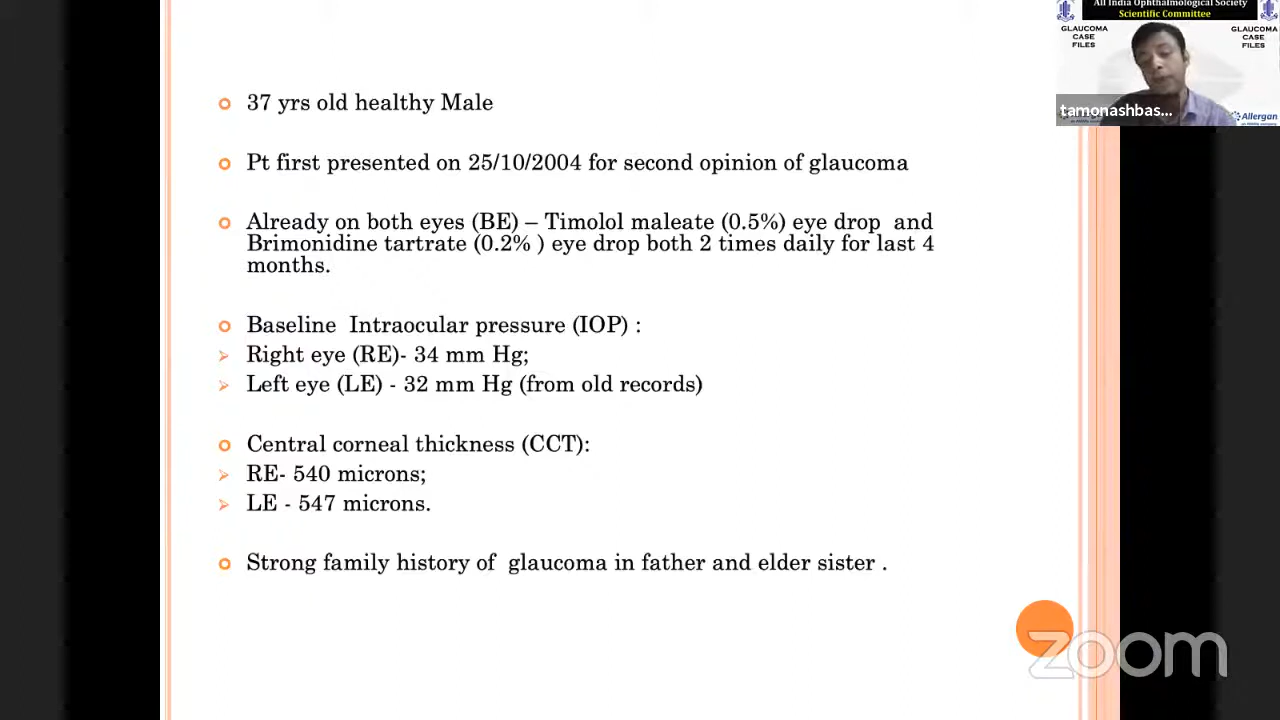 37 yrs old healthy Male
Pt first presented on 25/10/2004 for second opinion of glaucoma
Already on both eyes (BE) – Timolol maleate (0.5%) eye drop and
Brimonidine tartrate (0.2% ) eye drop both 2 times daily for last 4
months.
Baseline Intraocular pressure (IOP) :
Right eye (RE)- 34 mm Hg;
Left eye (LE) - 32 mm Hg (from old records)
Central corneal thickness (CCT):
RE- 540 microns;
LE - 547 microns.
Strong family history of glaucoma in father and elder sister .
All India Ophthalmological Society
Scientific Committee
GLAUCOMA
CASE
FILES
GLAUCOMA
CASE
FILES
tamonashbas...
Allergan
zoom